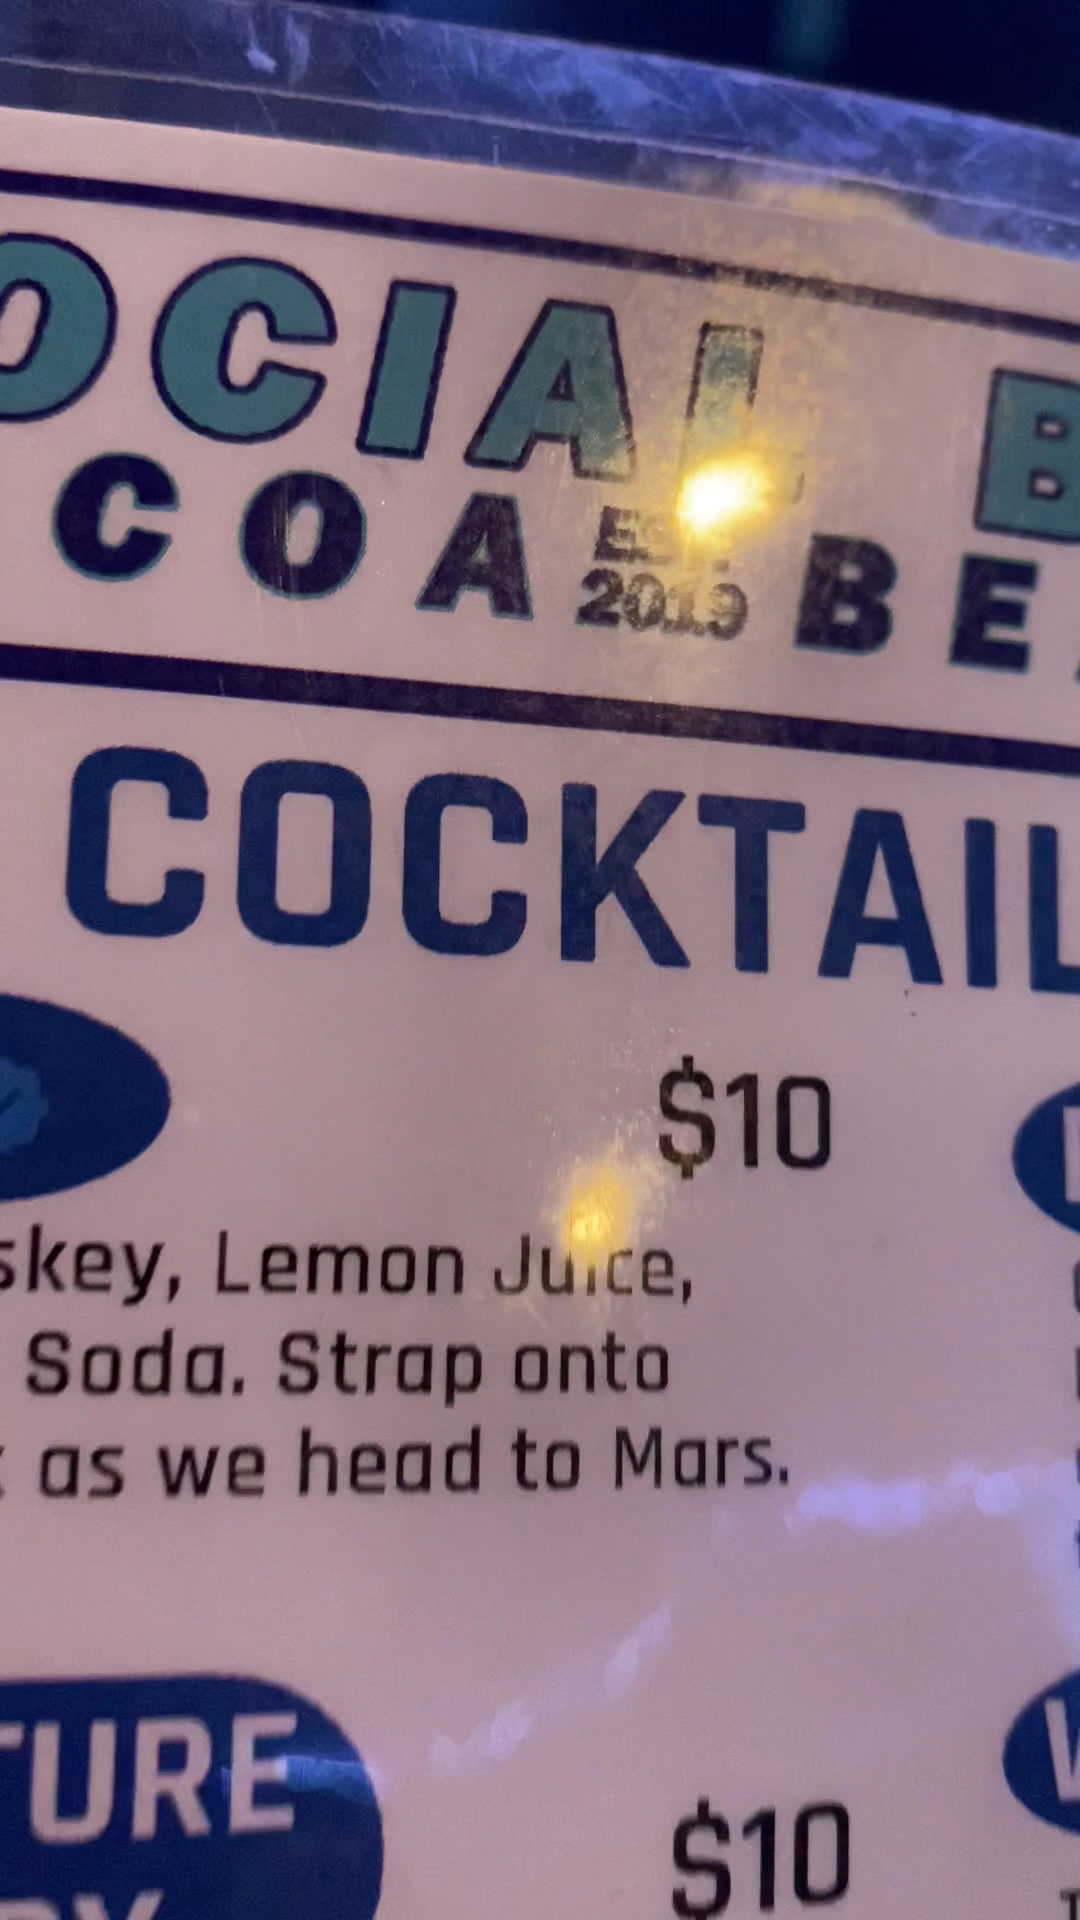 OCIAL B
COA EST. BE
2019
COCKTAIL
$10
skey, Lemon Juice,
Soda. Strap onto
as we head to Mars.
TURE
$10